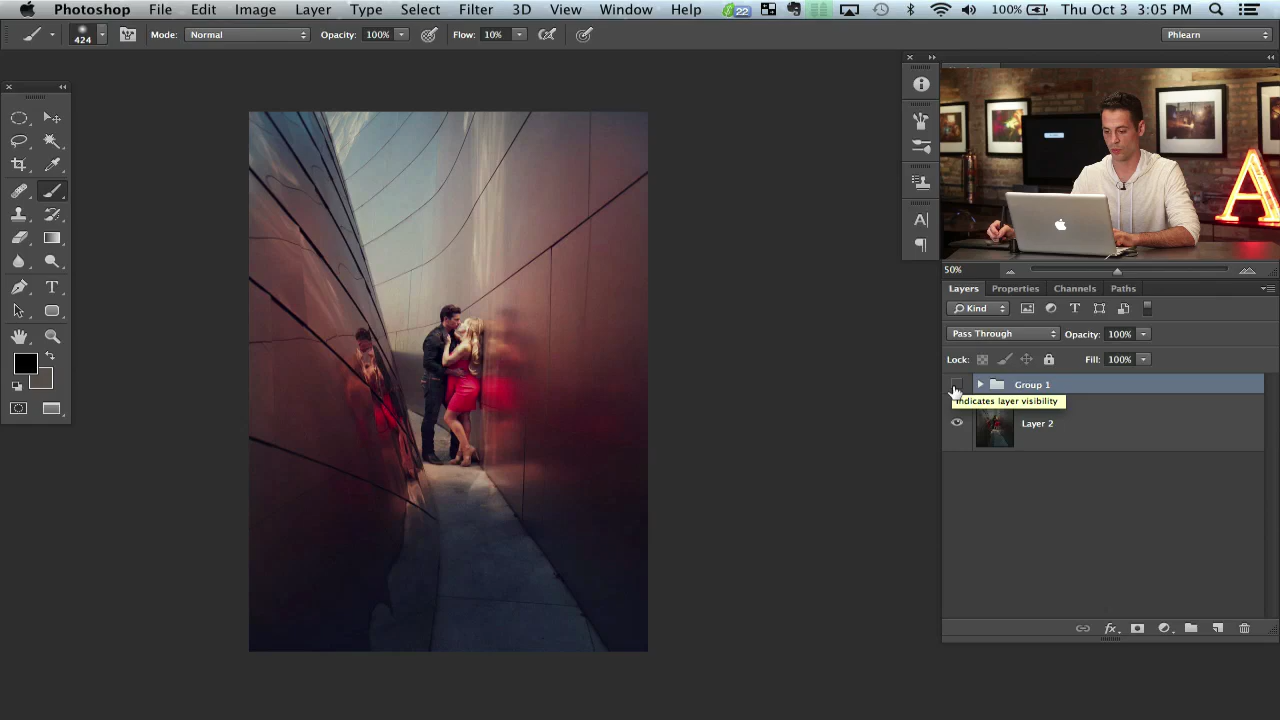 Photoshop File Edit Image Layer Type Select Filter 3D View Window Help 22 100% Thu Oct 3 3:05 PM
424 Mode: Normal Opacity: 100% Flow: 10% Phlearn
A
50%
Layers Properties Channels Paths
Kind
Pass Through Opacity: 100%
Lock: Fill: 100%
Group 1
Indicates layer visibility
Layer 2
fx